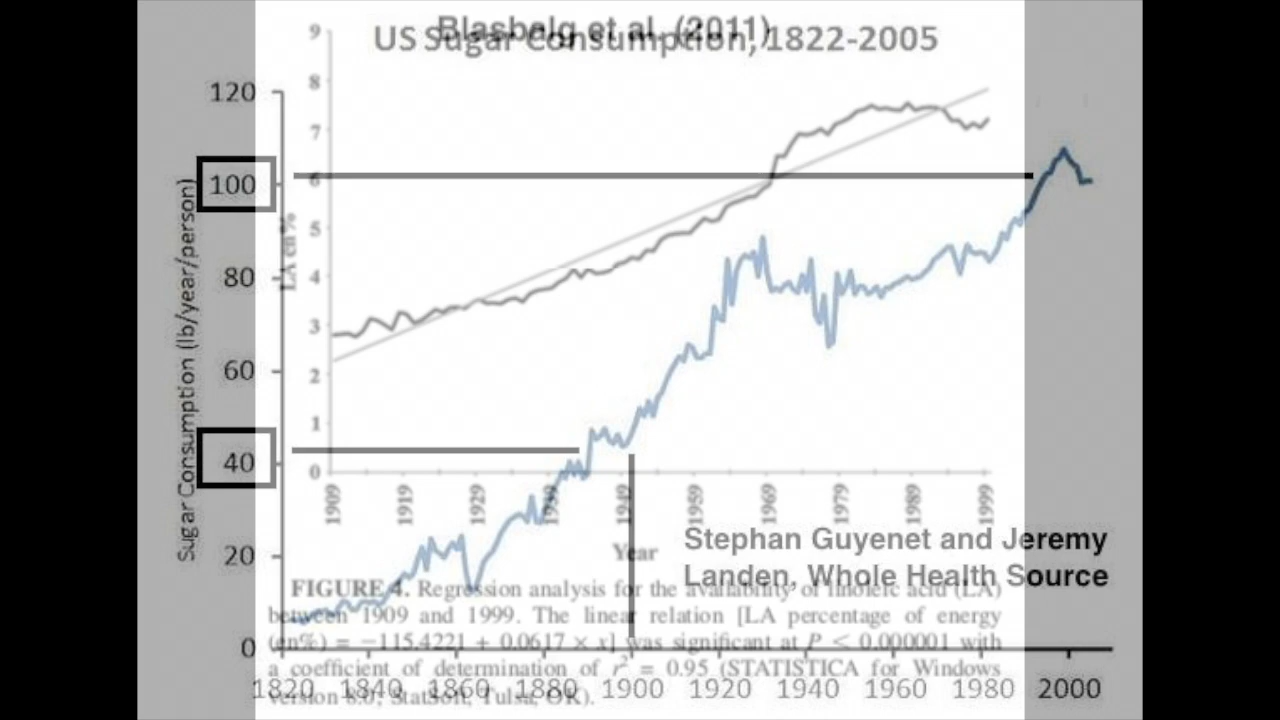 Blasbalg et al. (2011)
US Sugar Consumption, 1822-2005
9
8
7
6
5
4
3
2
1
0
LA en%
120
100
80
60
40
20
0
Sugar Consumption (lb/year/person)
1909
1919
1929
1939
1949
1959
1969
1979
1989
1999
Year
Stephan Guyenet and Jeremy
Landen, Whole Health Source
FIGURE 4. Regression analysis for the availability of linoleic acid (LA)
between 1909 and 1999. The linear relation [LA percentage of energy
(en%) = −115.4221 + 0.0617 × x] was significant at P < 0.000001 with
a coefficient of determination of r² = 0.95 (STATISTICA for Windows
version 6.0; StatSoft, Tulsa, OK).
1820 1840 1860 1880 1900 1920 1940 1960 1980 2000